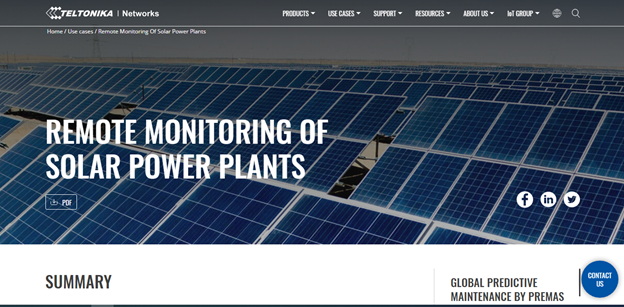 TELTONIKA | Networks
PRODUCTS
USE CASES
SUPPORT
RESOURCES
ABOUT US
IoT GROUP
Home / Use cases / Remote Monitoring Of Solar Power Plants
REMOTE MONITORING OF
SOLAR POWER PLANTS
PDF
SUMMARY
GLOBAL PREDICTIVE
MAINTENANCE BY PREMAS
CONTACT
US